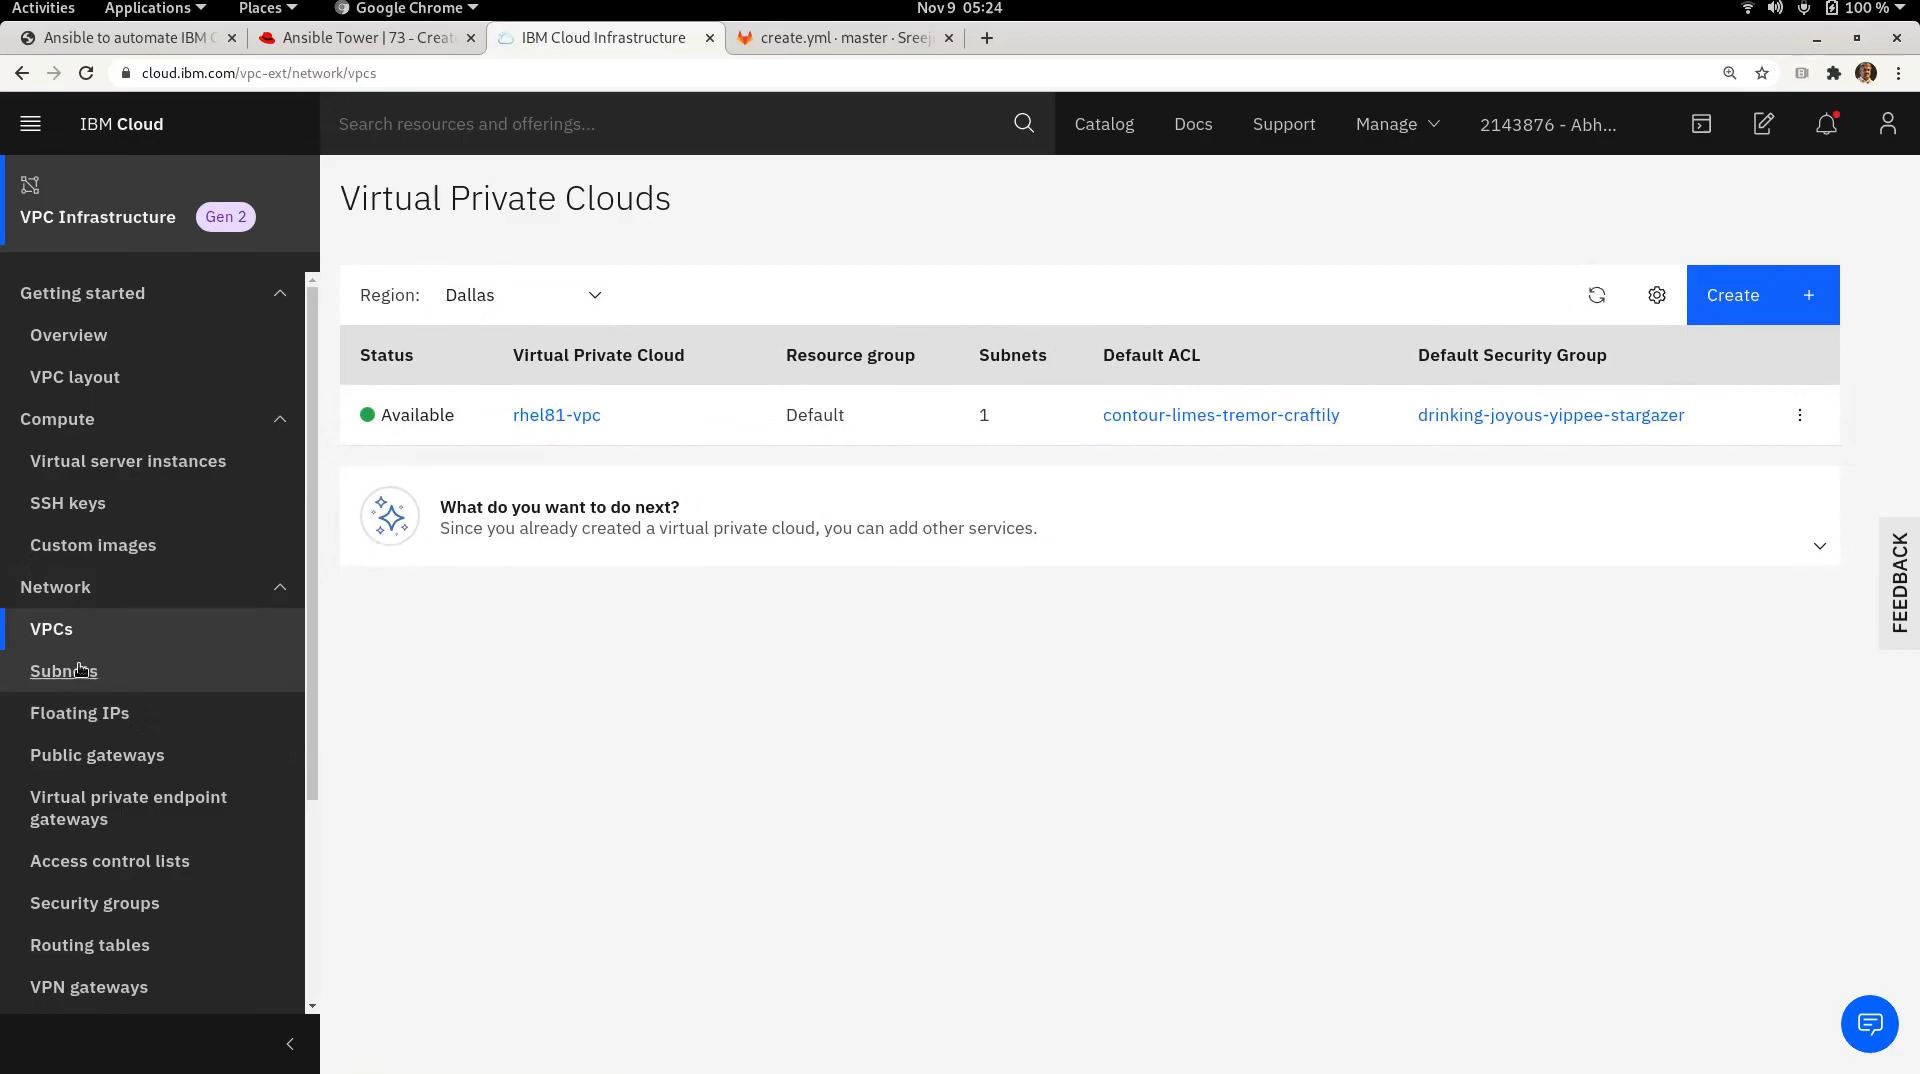 Activities Applications Places Google Chrome Nov 9 05:24 100 %
Ansible to automate IBM C Ansible Tower | 73 - Create IBM Cloud Infrastructure create.yml · master · Sreeji
cloud.ibm.com/vpc-ext/network/vpcs
IBM Cloud Search resources and offerings... Catalog Docs Support Manage 2143876 - Abh...
VPC Infrastructure Gen 2
Getting started
Overview
VPC layout
Compute
Virtual server instances
SSH keys
Custom images
Network
VPCs
Subnets
Floating IPs
Public gateways
Virtual private endpoint
gateways
Access control lists
Security groups
Routing tables
VPN gateways
Virtual Private Clouds
Region: Dallas Create +
Status Virtual Private Cloud Resource group Subnets Default ACL Default Security Group
Available rhel81-vpc Default 1 contour-limes-tremor-craftily drinking-joyous-yippee-stargazer
What do you want to do next?
Since you already created a virtual private cloud, you can add other services.
FEEDBACK